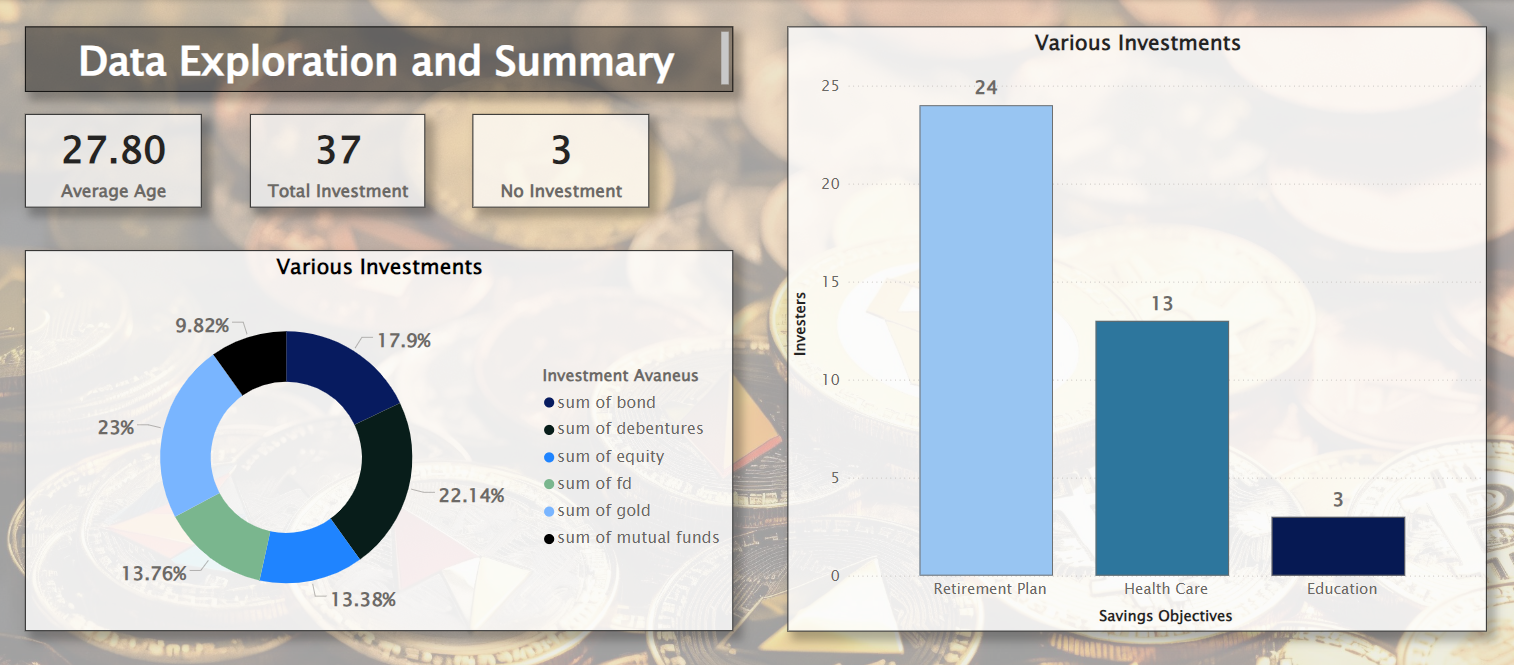 Data Exploration and Summary
27.80
Average Age
37
Total Investment
3
No Investment
Various Investments
9.82%
17.9%
23%
22.14%
13.76%
13.38%
Investment Avaneus
sum of bond
sum of debentures
sum of equity
sum of fd
sum of gold
sum of mutual funds
Various Investments
Investers
25
20
15
10
5
0
24
13
3
Retirement Plan
Health Care
Education
Savings Objectives